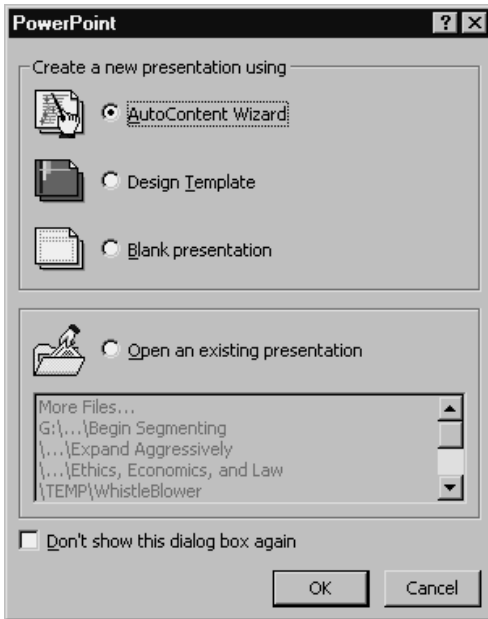 PowerPoint
Create a new presentation using
AutoContent Wizard
Design Template
Blank presentation
Open an existing presentation
More Files...
G:\...\Begin Segmenting
\...\Expand Aggressively
\...\Ethics, Economics, and Law
\TEMP\WhistleBlower
Don't show this dialog box again
OK Cancel